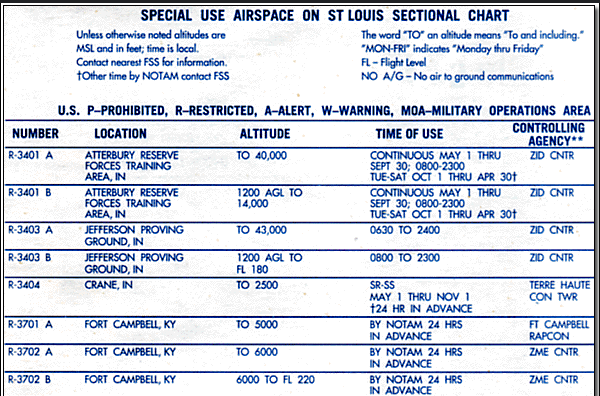 SPECIAL USE AIRSPACE ON ST LOUIS SECTIONAL CHART
Unless otherwise noted altitudes are
MSL and in feet; time is local.
Contact nearest FSS for information.
†Other time by NOTAM contact FSS
The word "TO" an altitude means "To and including."
"MON-FRI" indicates "Monday thru Friday"
FL – Flight Level
NO A/G – No air to ground communications
U.S. P–PROHIBITED, R–RESTRICTED, A–ALERT, W–WARNING, MOA–MILITARY OPERATIONS AREA
NUMBER LOCATION ALTITUDE TIME OF USE CONTROLLING
AGENCY**
R-3401 A ATTERBURY RESERVE TO 40,000 CONTINUOUS MAY 1 THRU ZID CNTR
FORCES TRAINING SEPT 30; 0800-2300
AREA, IN TUE-SAT OCT 1 THRU APR 30†
R-3401 B ATTERBURY RESERVE 1200 AGL TO CONTINUOUS MAY 1 THRU ZID CNTR
FORCES TRAINING 14,000 SEPT 30; 0800-2300
AREA, IN TUE-SAT OCT 1 THRU APR 30†
R-3403 A JEFFERSON PROVING TO 43,000 0630 TO 2400 ZID CNTR
GROUND, IN
R-3403 B JEFFERSON PROVING 1200 AGL TO 0800 TO 2300 ZID CNTR
GROUND, IN FL 180
R-3404 CRANE, IN TO 2500 SR-SS TERRE HAUTE
MAY 1 THRU NOV 1 CON TWR
†24 HR IN ADVANCE
R-3701 A FORT CAMPBELL, KY TO 5000 BY NOTAM 24 HRS FT CAMPBELL
IN ADVANCE RAPCON
R-3702 A FORT CAMPBELL, KY TO 6000 BY NOTAM 24 HRS ZME CNTR
IN ADVANCE
R-3702 B FORT CAMPBELL, KY 6000 TO FL 220 BY NOTAM 24 HRS ZME CNTR
IN ADVANCE